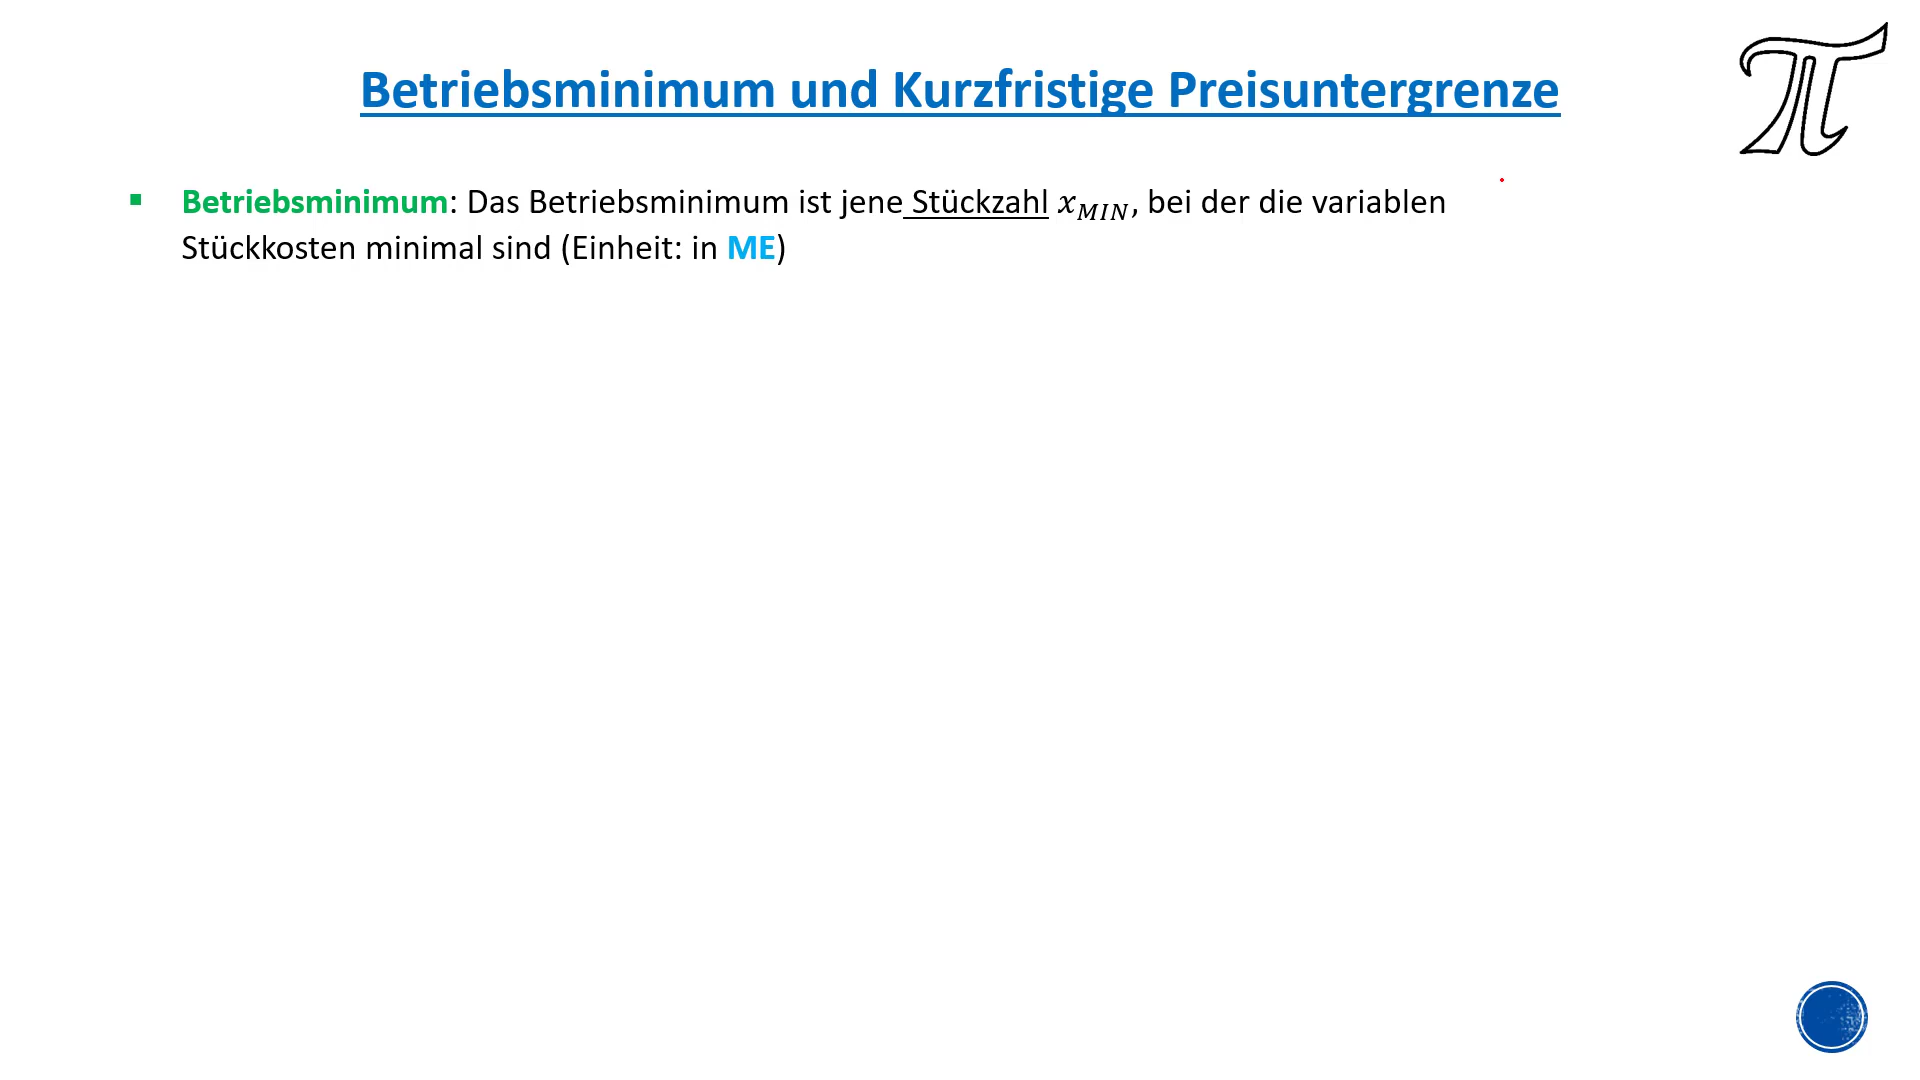 Betriebsminimum und Kurzfristige Preisuntergrenze
▪ Betriebsminimum: Das Betriebsminimum ist jene Stückzahl x_MIN, bei der die variablen
Stückkosten minimal sind (Einheit: in ME)